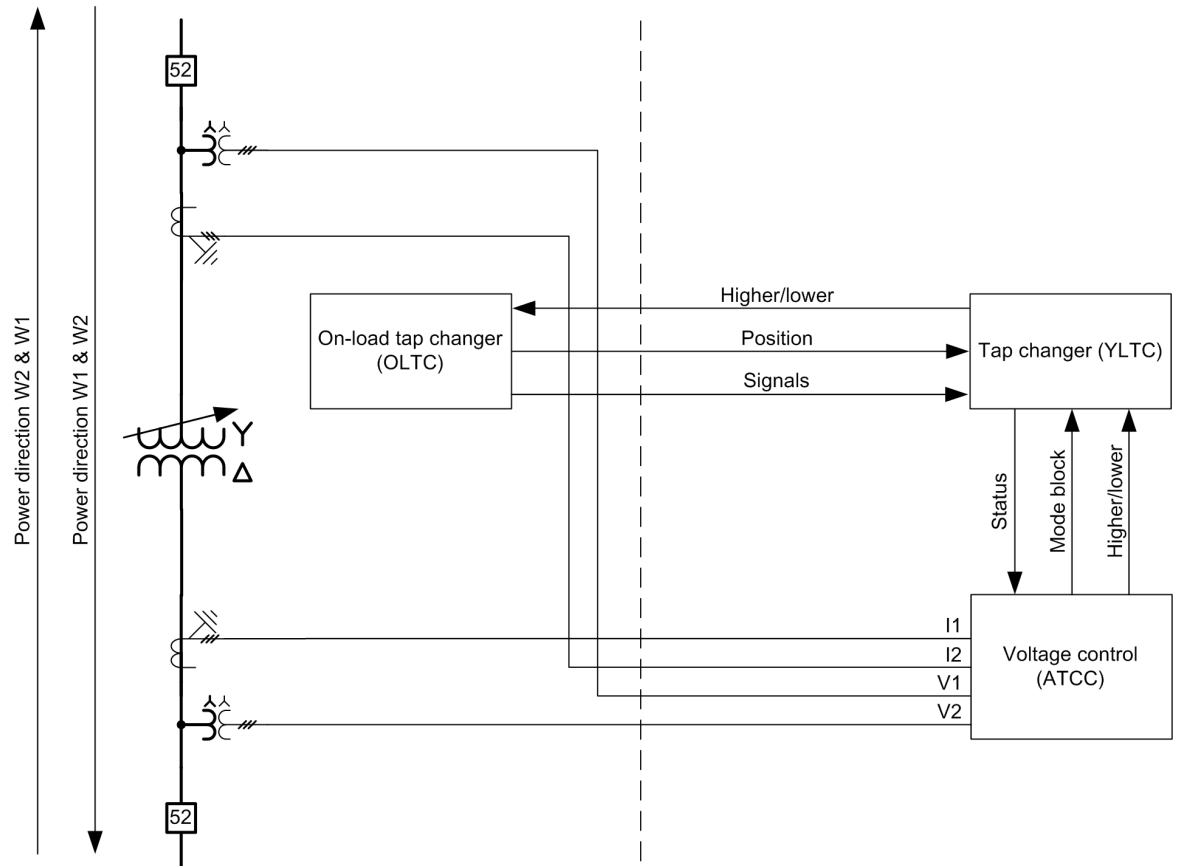 Power direction W2 & W1
Power direction W1 & W2
52
Higher/lower
On-load tap changer
(OLTC)
Position
Tap changer (YLTC)
Signals
Y
Δ
Status
Mode block
Higher/lower
I1
I2
V1
V2
Voltage control
(ATCC)
52